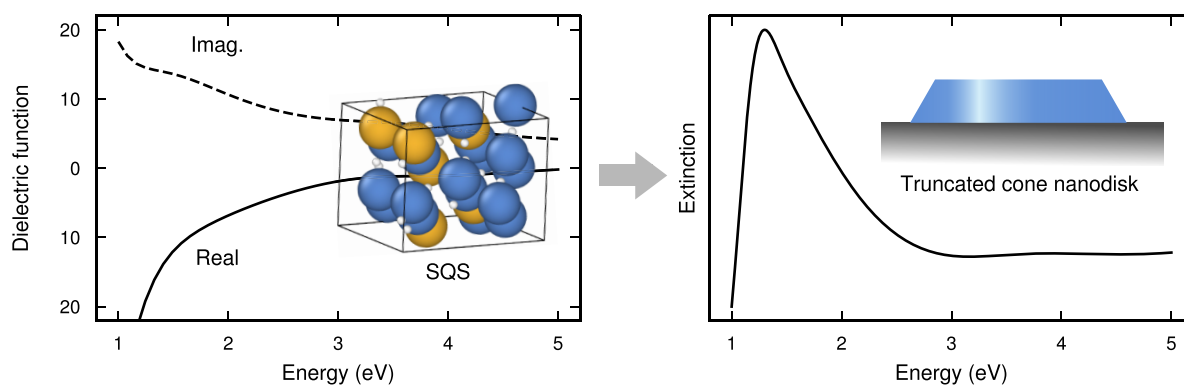 Dielectric function
20
10
0
10
20
Imag.
Real
SQS
1 2 3 4 5
Energy (eV)
Extinction
Truncated cone nanodisk
1 2 3 4 5
Energy (eV)